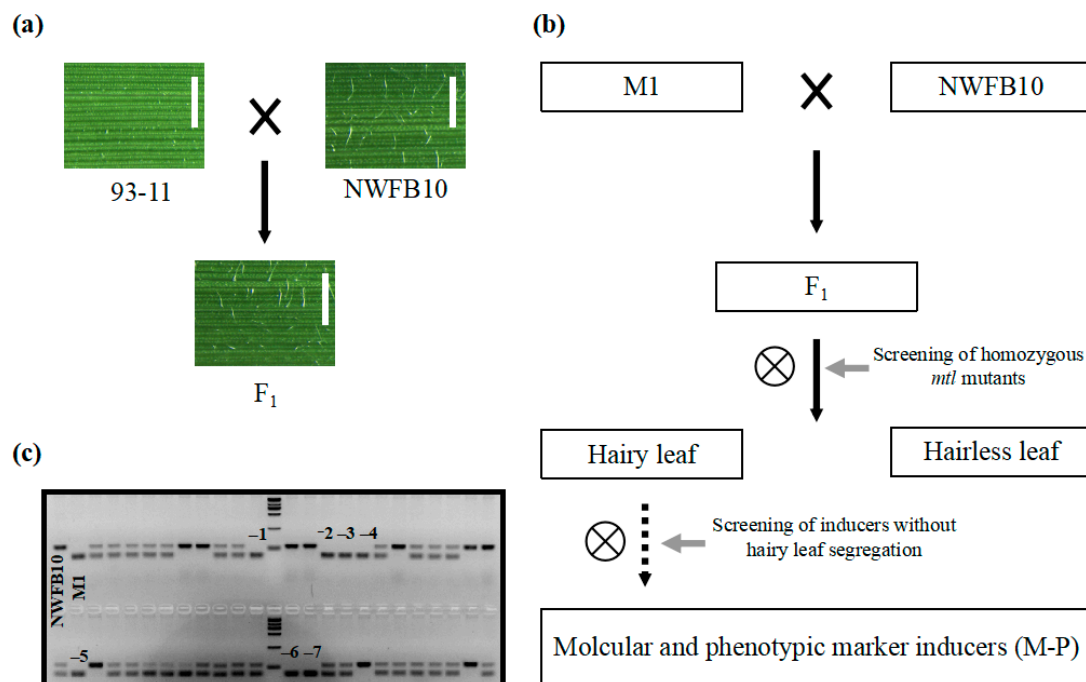 (a)
93-11
NWFB10
F1
(b)
M1
NWFB10
F1
Screening of homozygous
mtl mutants
Hairy leaf
Hairless leaf
Screening of inducers without
hairy leaf segregation
Molecular and phenotypic marker inducers (M-P)
(c)
NWFB10
M1
–1
–2
–3
–4
–5
–6
–7